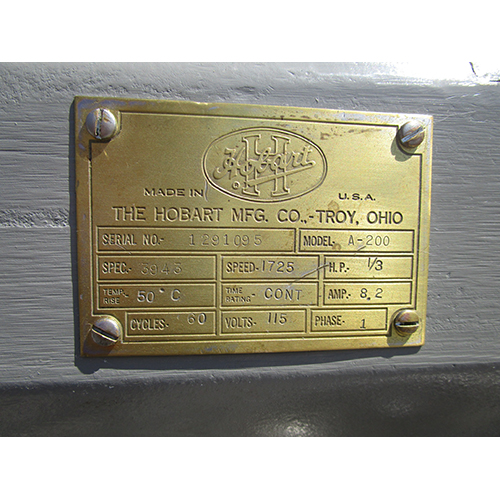 Hobart
H
MADE IN U.S.A.
THE HOBART MFG. CO.,-TROY, OHIO
SERIAL NO.- 1291095 MODEL- A-200
SPEC.- 3943 SPEED.- 1725 H.P.- 1/3
TEMP. RISE - 50°C TIME RATING.- CONT AMP.- 8.2
CYCLES.- 60 VOLTS- 115 PHASE- 1